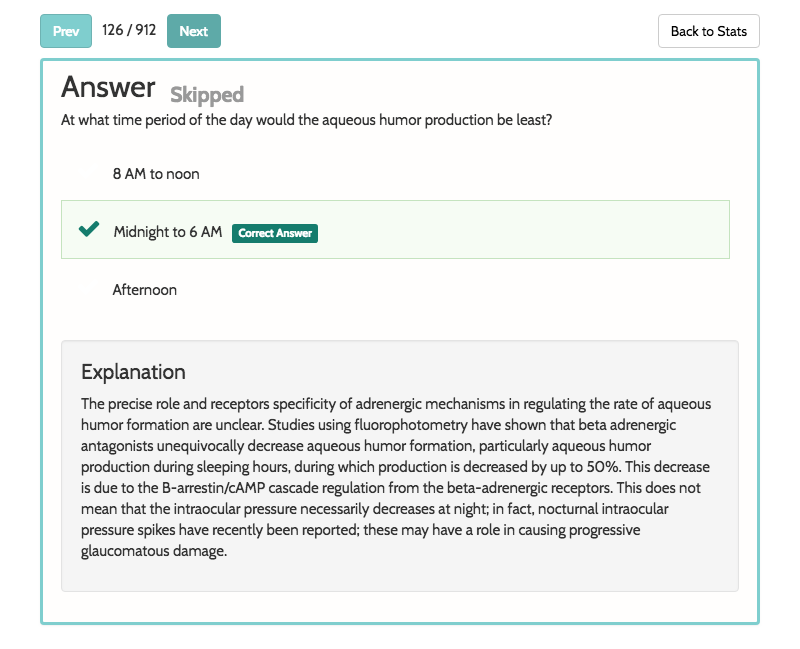 Prev 126 / 912 Next Back to Stats
Answer Skipped
At what time period of the day would the aqueous humor production be least?
8 AM to noon
Midnight to 6 AM Correct Answer
Afternoon
Explanation
The precise role and receptors specificity of adrenergic mechanisms in regulating the rate of aqueous
humor formation are unclear. Studies using fluorophotometry have shown that beta adrenergic
antagonists unequivocally decrease aqueous humor formation, particularly aqueous humor
production during sleeping hours, during which production is decreased by up to 50%. This decrease
is due to the B-arrestin/cAMP cascade regulation from the beta-adrenergic receptors. This does not
mean that the intraocular pressure necessarily decreases at night; in fact, nocturnal intraocular
pressure spikes have recently been reported; these may have a role in causing progressive
glaucomatous damage.